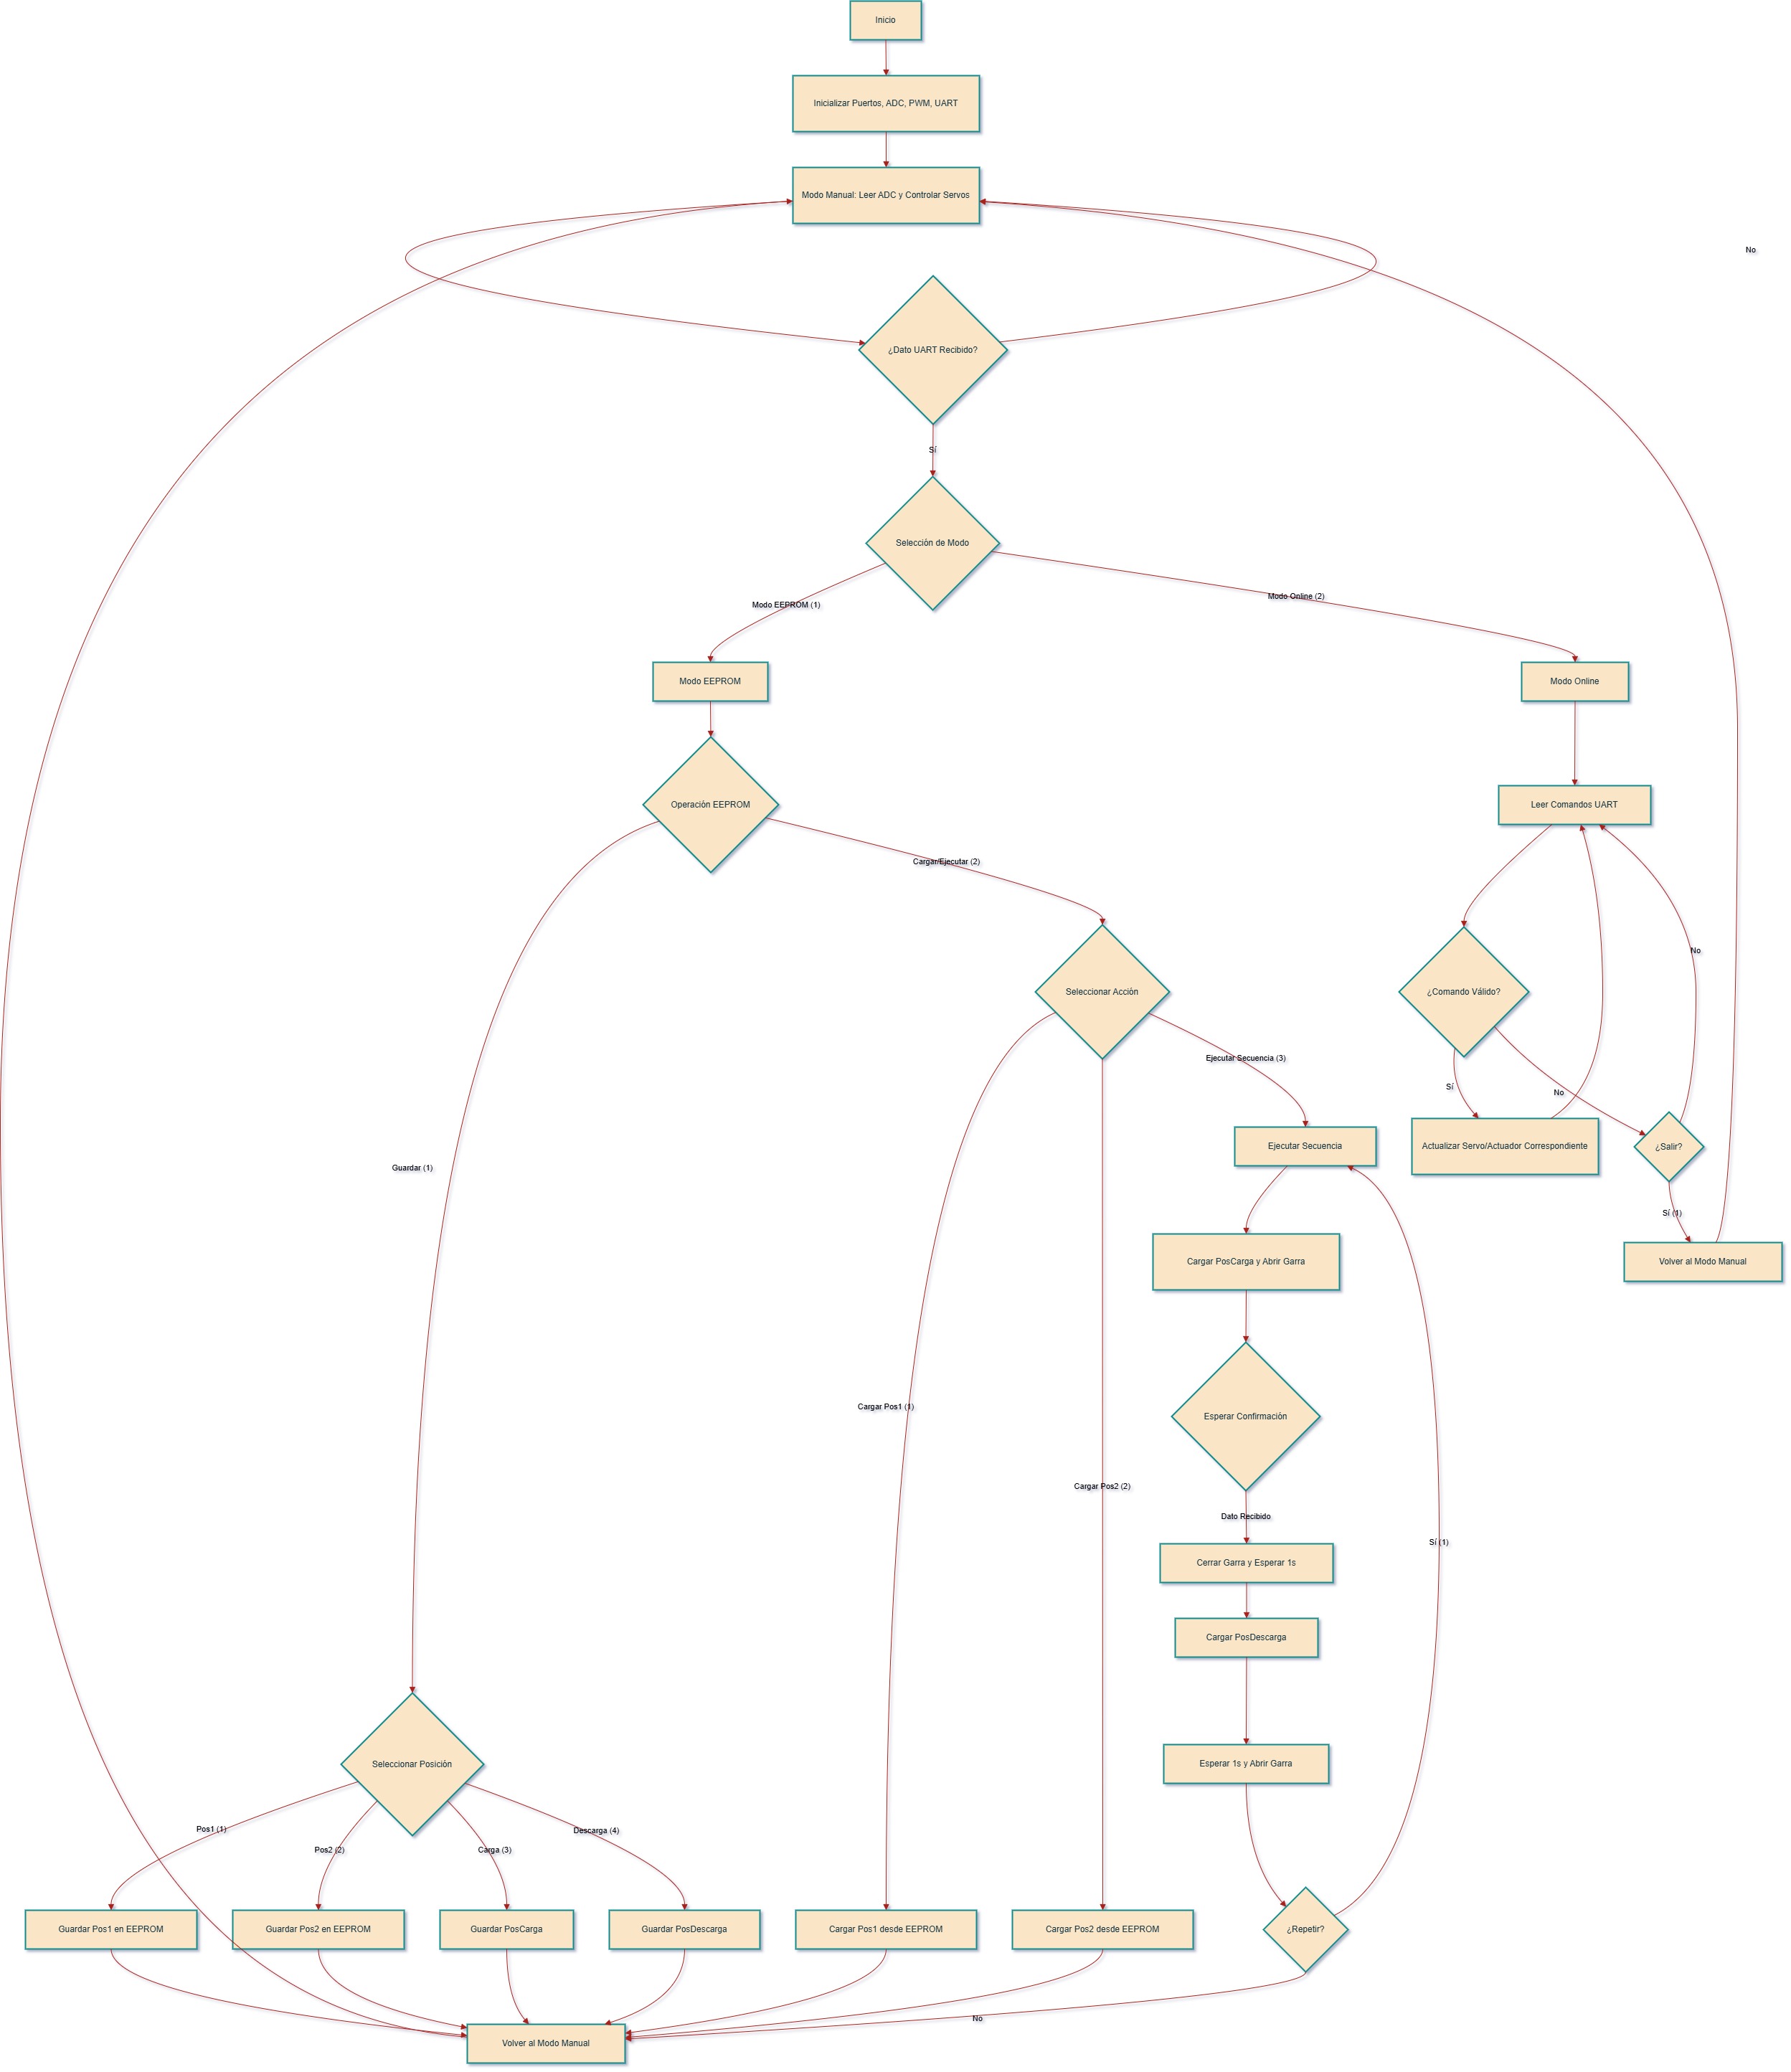 Inicio
Inicializar Puertos, ADC, PWM, UART
Modo Manual: Leer ADC y Controlar Servos
No
¿Dato UART Recibido?
Sí
Selección de Modo
Modo EEPROM (1)
Modo Online (2)
Modo EEPROM
Modo Online
Operación EEPROM
Leer Comandos UART
Cargar/Ejecutar (2)
No
Seleccionar Acción
¿Comando Válido?
Ejecutar Secuencia (3)
Sí
No
Ejecutar Secuencia
Actualizar Servo/Actuador Correspondiente
¿Salir?
Guardar (1)
Sí (1)
Cargar PosCarga y Abrir Garra
Volver al Modo Manual
Cargar Pos1 (1)
Esperar Confirmación
Cargar Pos2 (2)
Dato Recibido
Sí (1)
Cerrar Garra y Esperar 1s
Cargar PosDescarga
Seleccionar Posición
Esperar 1s y Abrir Garra
Pos1 (1)
Pos2 (2)
Carga (3)
Descarga (4)
Guardar Pos1 en EEPROM
Guardar Pos2 en EEPROM
Guardar PosCarga
Guardar PosDescarga
Cargar Pos1 desde EEPROM
Cargar Pos2 desde EEPROM
¿Repetir?
No
Volver al Modo Manual